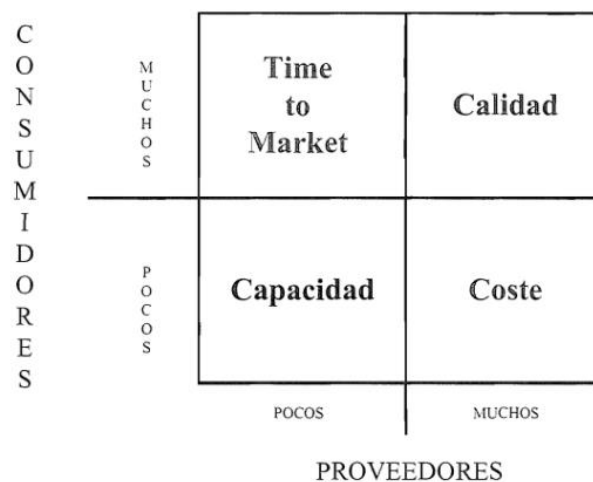 CONSUMIDORES
MUCHOS
Time
to
Market
Calidad
POCOS
Capacidad
Coste
POCOS
MUCHOS
PROVEEDORES